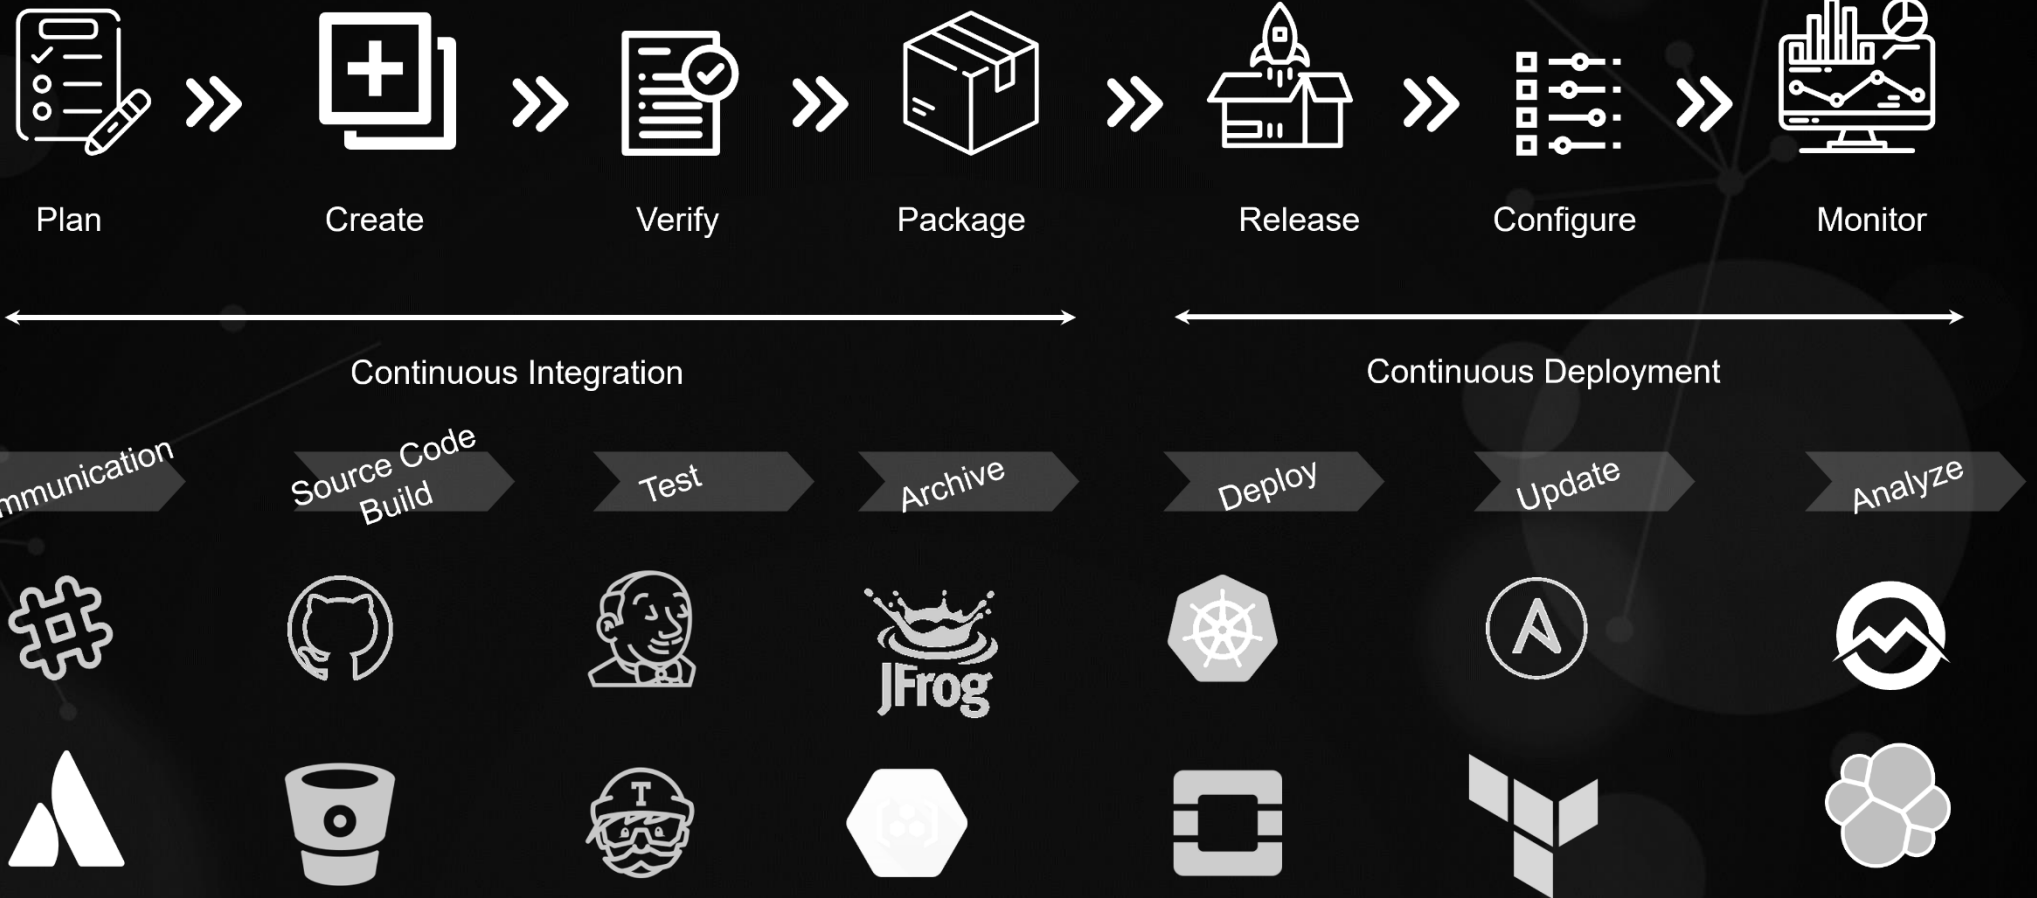 Plan
Create
Verify
Package
Release
Configure
Monitor
Continuous Integration
Continuous Deployment
mmunication
Source Code
Build
Test
Archive
Deploy
Update
Analyze
JFrog
T